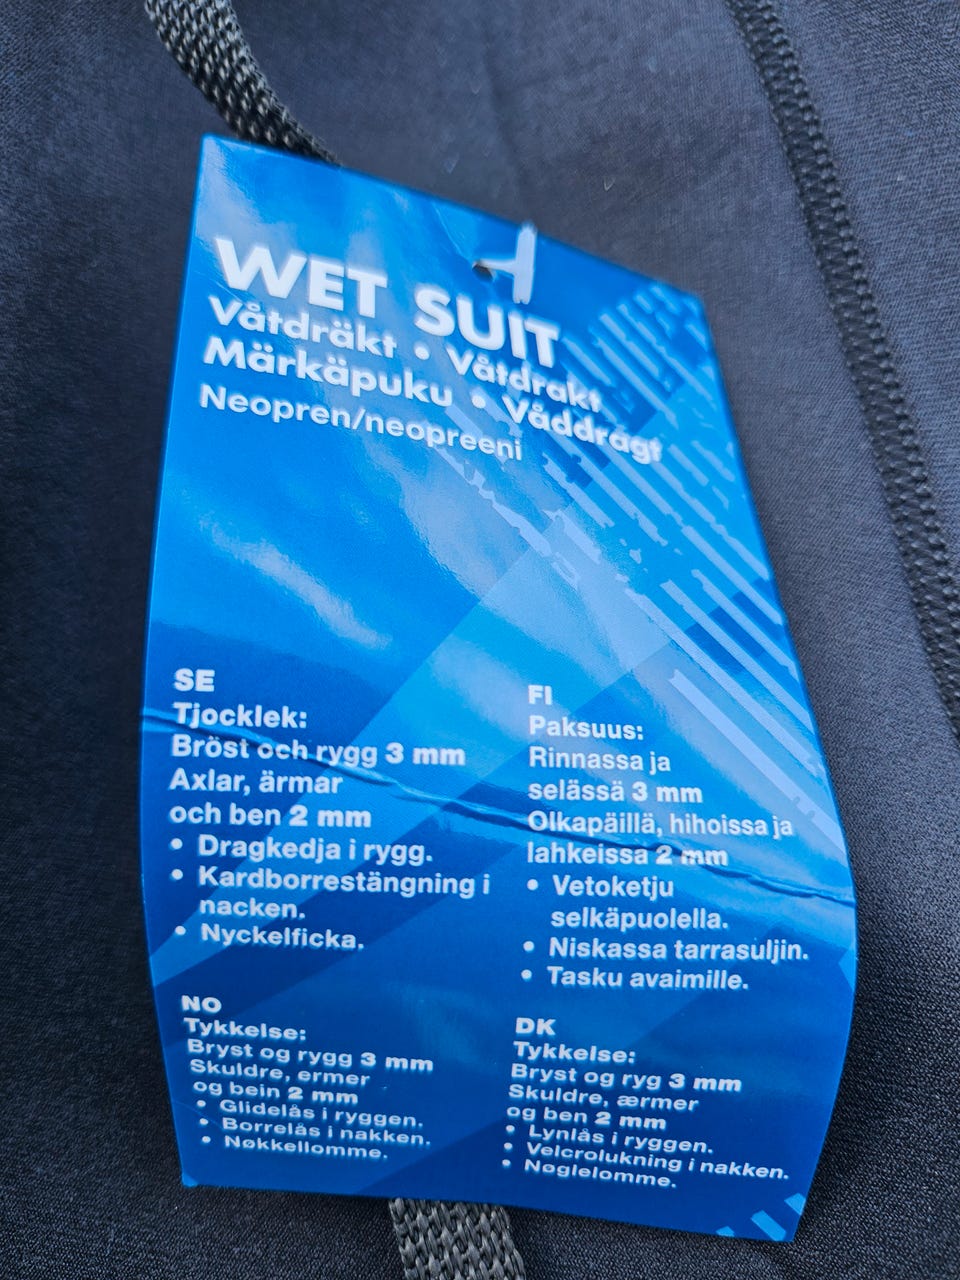 WET SUIT
Våtdräkt • Våtdrakt
Märkäpuku • Våddragt
Neopren/neopreeni
SE
Tjocklek:
Bröst och rygg 3 mm
Axlar, ärmar
och ben 2 mm
• Dragkedja i rygg.
• Kardborrestängning i
nacken.
• Nyckelficka.
FI
Paksuus:
Rinnassa ja
selässä 3 mm
Olkapäillä, hihoissa ja
lahkeissa 2 mm
• Vetoketju
selkäpuolella.
• Niskassa tarrasuljin.
• Tasku avaimille.
NO
Tykkelse:
Bryst og rygg 3 mm
Skuldre, ermer
og bein 2 mm
• Glidelås i ryggen.
• Borrelås i nakken.
• Nøkkellomme.
DK
Tykkelse:
Bryst og ryg 3 mm
Skuldre, ærmer
og ben 2 mm
• Lynlås i ryggen.
• Velcrolukning i nakken.
• Nøglelomme.